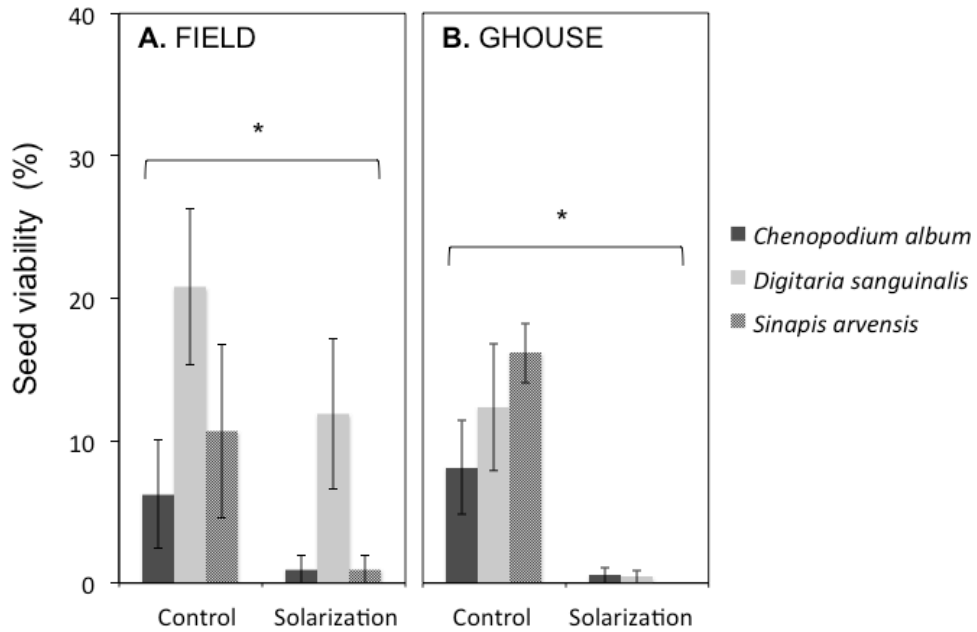 A. FIELD
B. GHOUSE
Seed viability (%)
40
30
20
10
0
*
*
Control
Solarization
Control
Solarization
Chenopodium album
Digitaria sanguinalis
Sinapis arvensis